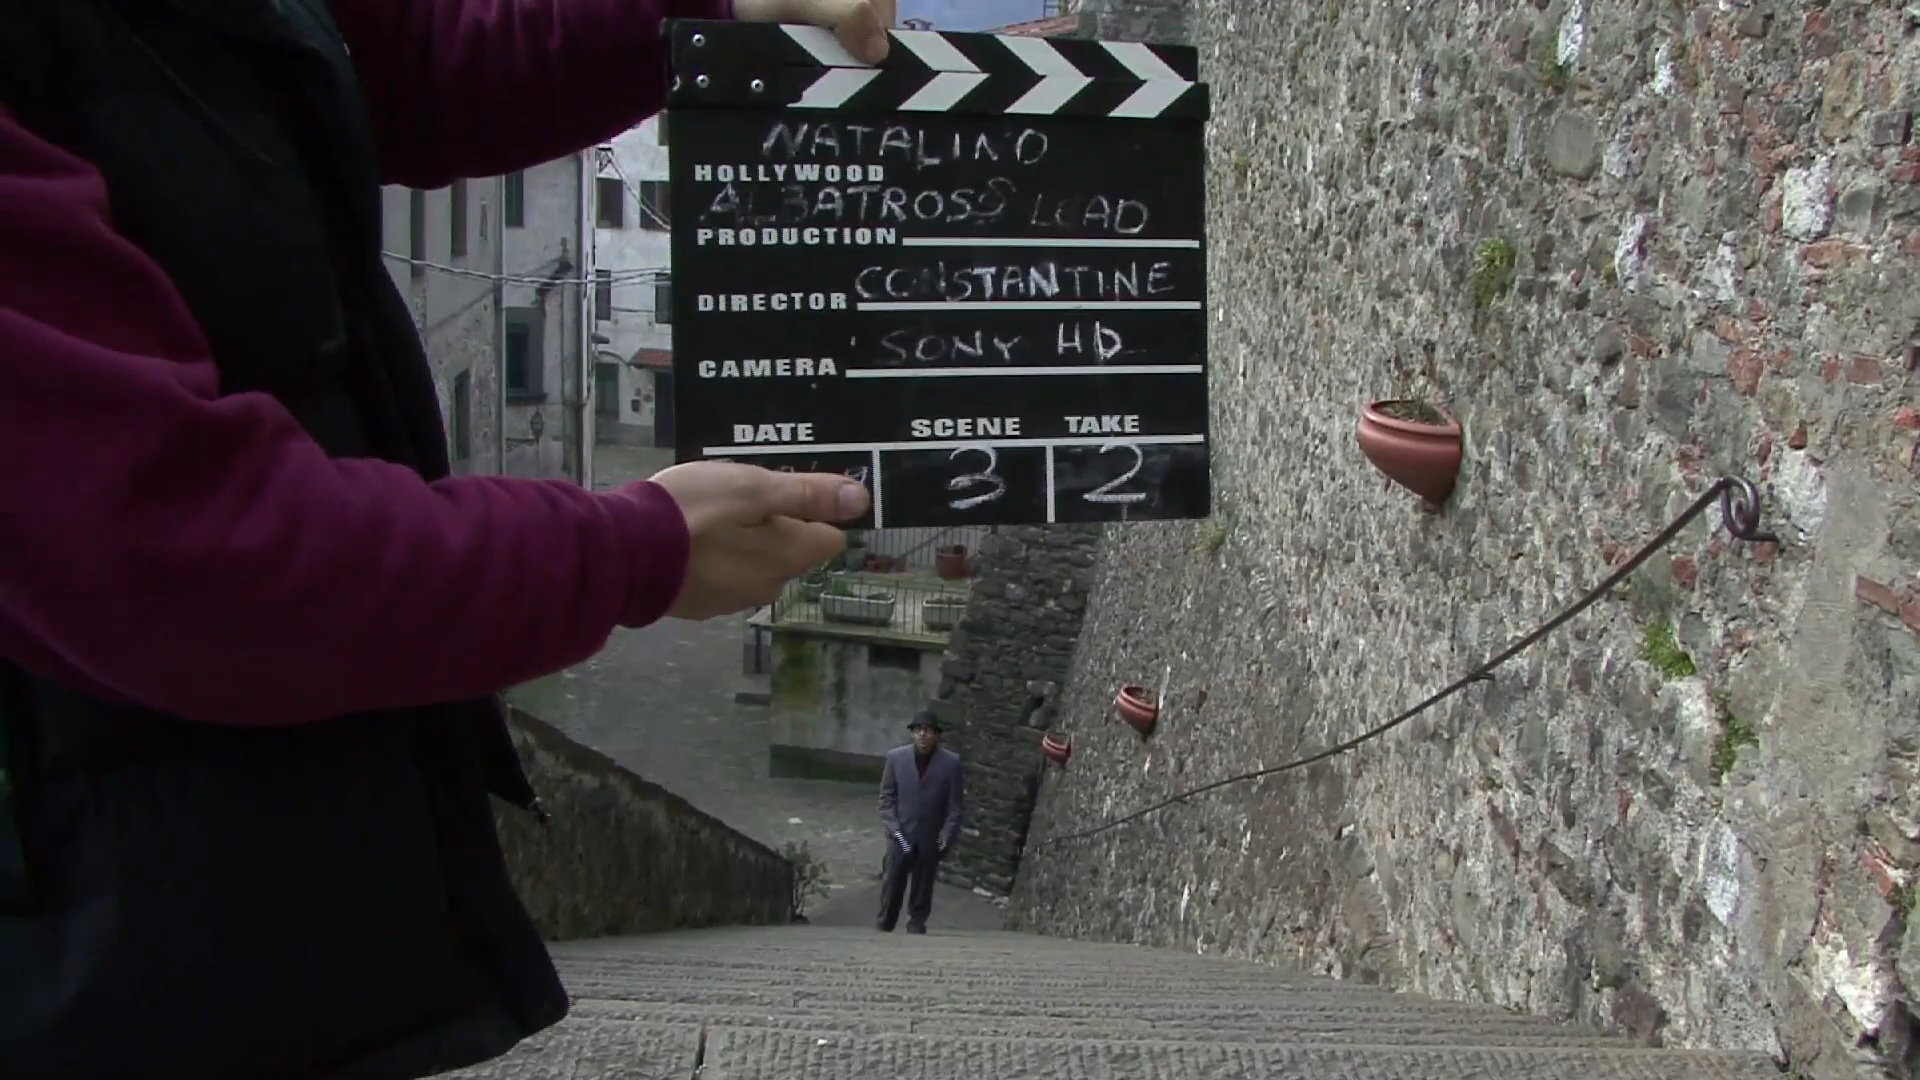 NATALINO
HOLLYWOOD
ALBATROSS LEAD
PRODUCTION
DIRECTOR CONSTANTINE
CAMERA SONY HD
DATE SCENE TAKE
3 2